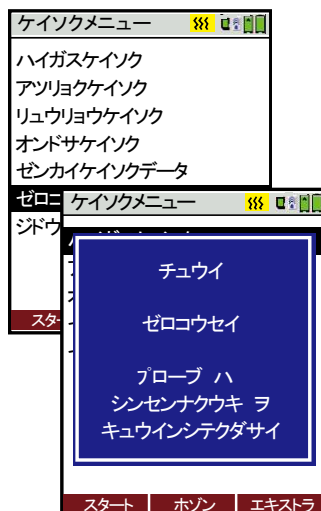 ケイソクメニュー
ハイガスケイソク
アツリョクケイソク
リュウリョウケイソク
オンドサケイソク
ゼンカイケイソクデータ
ゼロコ
ジドウ
スター
ケイソクメニュー
チュウイ
ゼロコウセイ
プローブ ハ
シンセンナクウキ ヲ
キュウインシテクダサイ
スタート ホゾン エキストラ